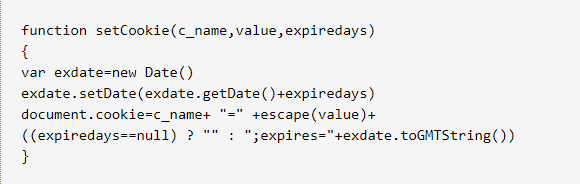 function setCookie(c_name,value,expiredays)
{
var exdate=new Date()
exdate.setDate(exdate.getDate()+expiredays)
document.cookie=c_name+ "=" +escape(value)+
((expiredays==null) ? "" : ";expires="+exdate.toGMTString())
}